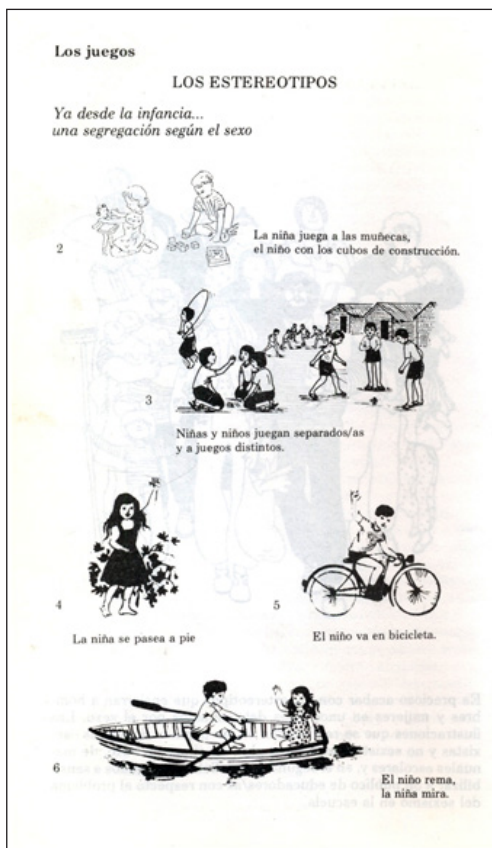 Los juegos
LOS ESTEREOTIPOS
Ya desde la infancia...
una segregación según el sexo
2
La niña juega a las muñecas,
el niño con los cubos de construcción.
3
Niñas y niños juegan separados/as
y a juegos distintos.
4
5
La niña se pasea a pie
El niño va en bicicleta.
6
El niño rema,
la niña mira.